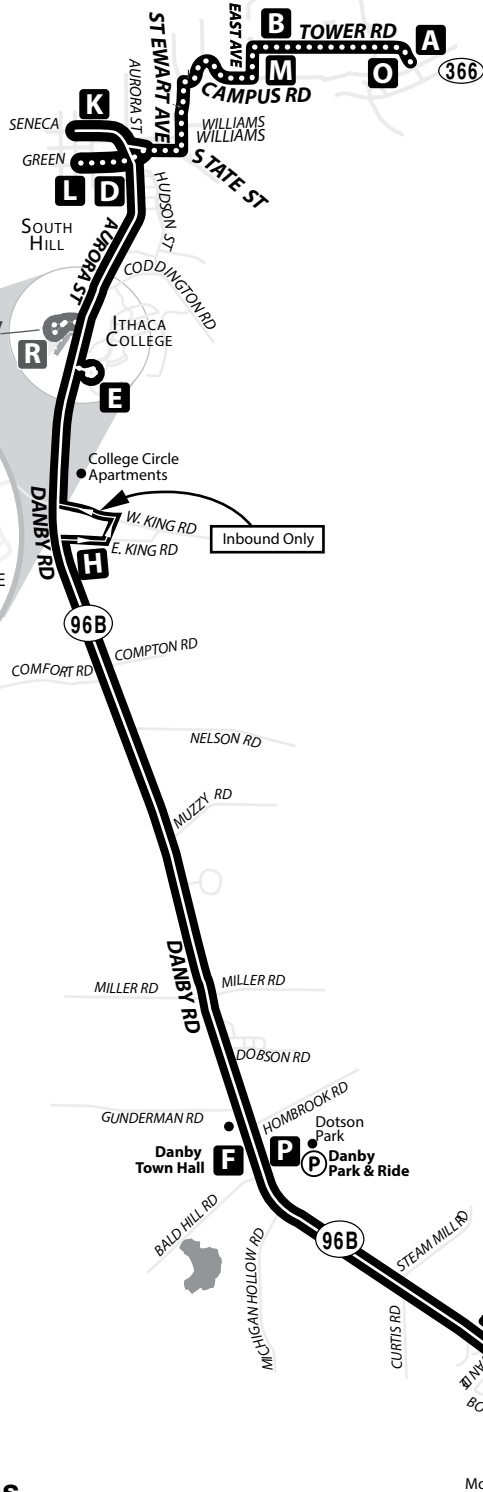 B
EAST AVE
TOWER RD
A
M
O
366
STEWART AVE
CAMPUS RD
K
AURORA ST
SENECA
WILLIAMS
WILLIAMS
GREEN
STATE ST
L
D
HUDSON ST
SOUTH
HILL
AURORA ST
CODDINGTON RD
ITHACA
COLLEGE
R
E
College Circle
Apartments
DANBY RD
W. KING RD
Inbound Only
E. KING RD
H
E
96B
COMPTON RD
COMFORT RD
NELSON RD
MUZZY RD
DANBY RD
MILLER RD
MILLER RD
DOBSON RD
HOMBROOK RD
GUNDERMAN RD
Dotson
Park
Danby
Town Hall
F
P
P
Danby
Park & Ride
BALD HILL RD
MICHIGAN HOLLOW RD
96B
STEAM MILL RD
CURTIS RD
BO
Mo